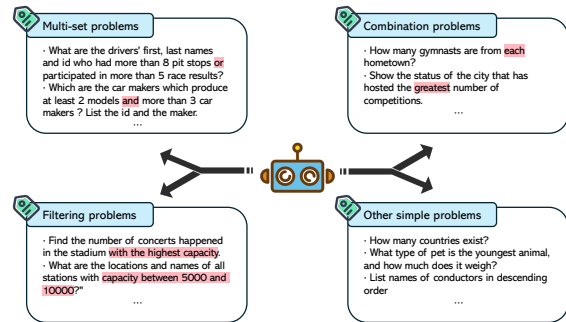 Multi-set problems
· What are the drivers' first, last names
and id who had more than 8 pit stops or
participated in more than 5 race results?
· Which are the car makers which produce
at least 2 models and more than 3 car
makers ? List the id and the maker.
...
Combination problems
· How many gymnasts are from each
hometown?
· Show the status of the city that has
hosted the greatest number of
competitions.
...
Filtering problems
· Find the number of concerts happened
in the stadium with the highest capacity.
· What are the locations and names of all
stations with capacity between 5000 and
10000?"
...
Other simple problems
· How many countries exist?
· What type of pet is the youngest animal,
and how much does it weigh?
· List names of conductors in descending
order
...